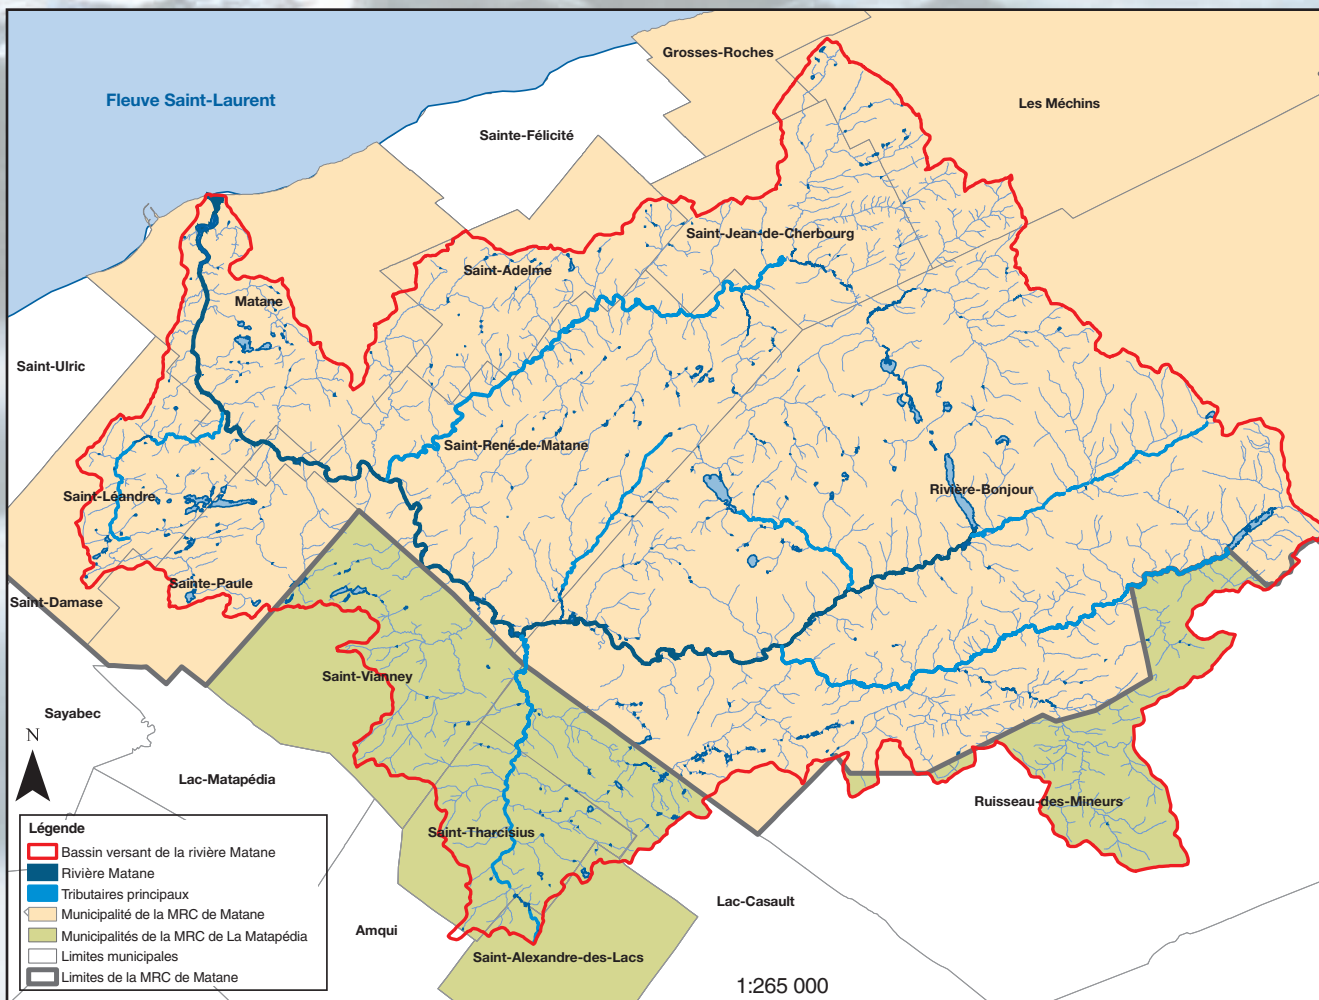 Grosses-Roches
Fleuve Saint-Laurent
Les Méchins
Sainte-Félicité
Saint-Jean-de-Cherbourg
Saint-Adelme
Matane
Saint-Ulric
Saint-René-de-Matane
Saint-Léandre
Rivière-Bonjour
Sainte-Paule
Saint-Damase
Saint-Vianney
Sayabec
N
Lac-Matapédia
Ruisseau-des-Mineurs
Saint-Tharcisius
Lac-Casault
Amqui
Saint-Alexandre-des-Lacs
1:265 000
Légende
Bassin versant de la rivière Matane
Rivière Matane
Tributaires principaux
Municipalité de la MRC de Matane
Municipalités de la MRC de La Matapédia
Limites municipales
Limites de la MRC de Matane